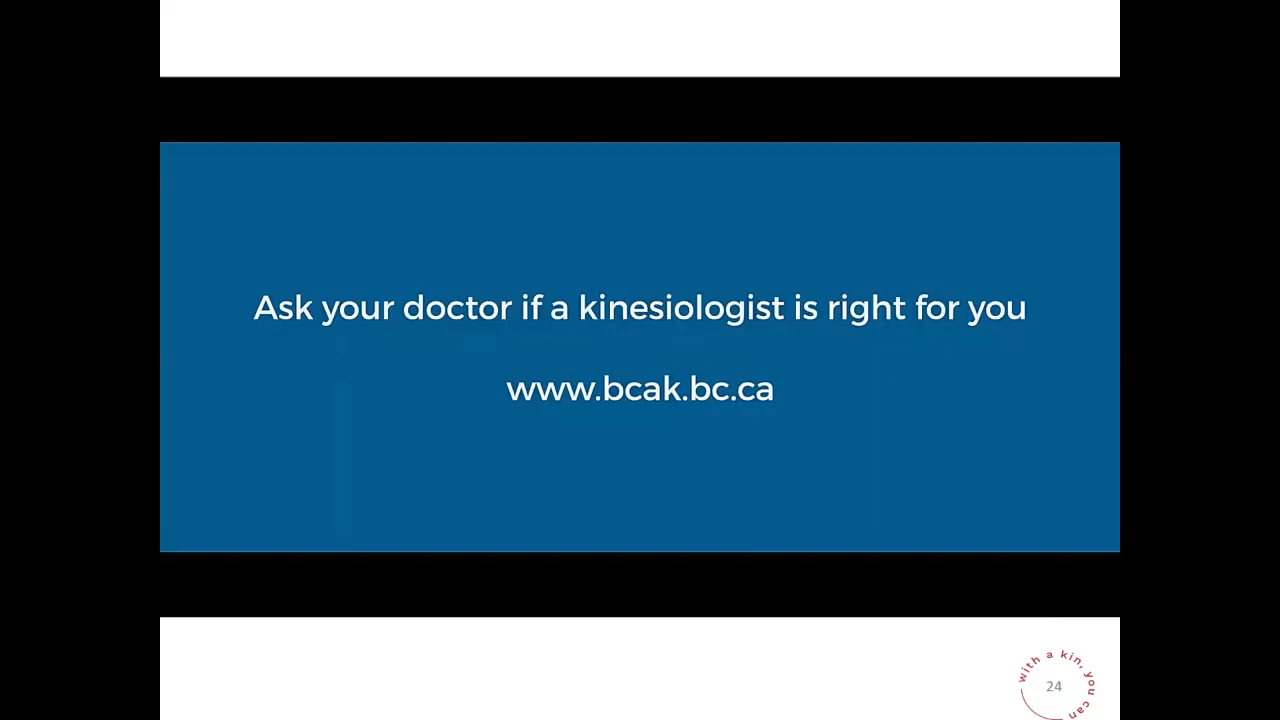 Ask your doctor if a kinesiologist is right for you
www.bcak.bc.ca
with a kin, you can
24